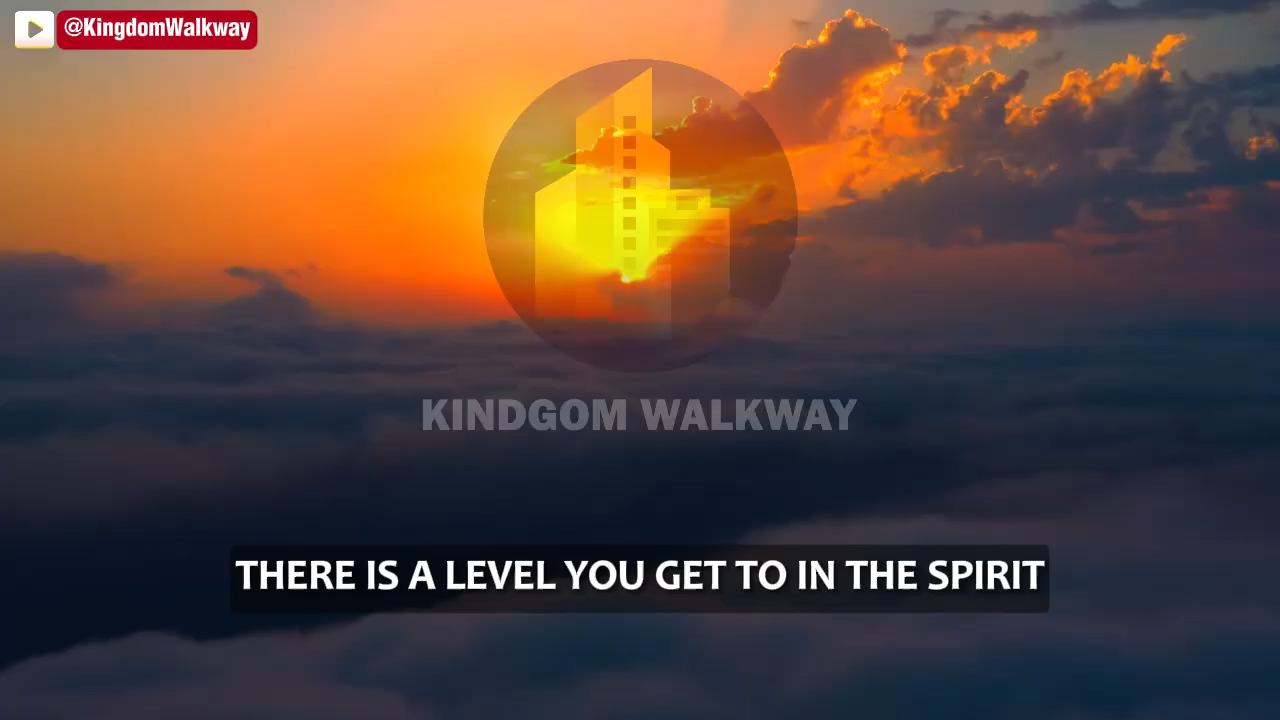 @KingdomWalkway
KINDGOM WALKWAY
THERE IS A LEVEL YOU GET TO IN THE SPIRIT